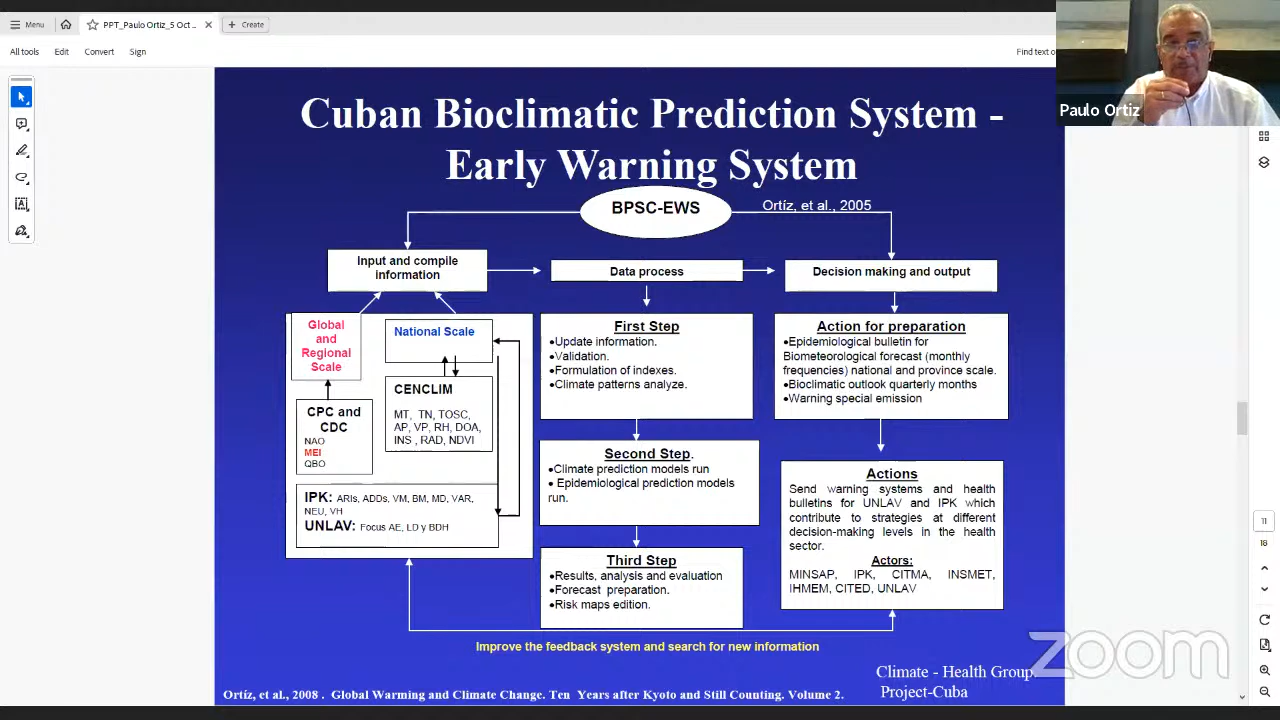 Menu
PPT_Paulo Ortiz_5 Oct ...
Create
All tools
Edit
Convert
Sign
Find text o
Paulo Ortiz
Cuban Bioclimatic Prediction System -
Early Warning System
BPSC-EWS
Ortíz, et al., 2005
Input and compile
information
Data process
Decision making and output
Global
and
Regional
Scale
National Scale
CPC and
CDC
NAO
MEI
QBO
CENCLIM
MT, TN, TOSC,
AP, VP, RH, DOA,
INS , RAD, NDVI
IPK: ARIs, ADDs, VM, BM, MD, VAR,
NEU, VH
UNLAV: Focus AE, LD y BDH
First Step
•Update information.
•Validation.
•Formulation of indexes.
•Climate patterns analyze.
Second Step.
•Climate prediction models run
• Epidemiological prediction models
run.
Third Step
•Results, analysis and evaluation
•Forecast preparation.
•Risk maps edition.
Action for preparation
•Epidemiological bulletin for
Biometeorological forecast (monthly
frequencies) national and province scale.
•Bioclimatic outlook quarterly months
•Warning special emission
Actions
Send warning systems and health
bulletins for UNLAV and IPK which
contribute to strategies at different
decision-making levels in the health
sector.
Actors:
MINSAP, IPK, CITMA, INSMET,
IHMEM, CITED, UNLAV
Improve the feedback system and search for new information
Climate - Health Group.
Project-Cuba
Ortíz, et al., 2008 . Global Warming and Climate Change. Ten Years after Kyoto and Still Counting. Volume 2.
11
18
zoom